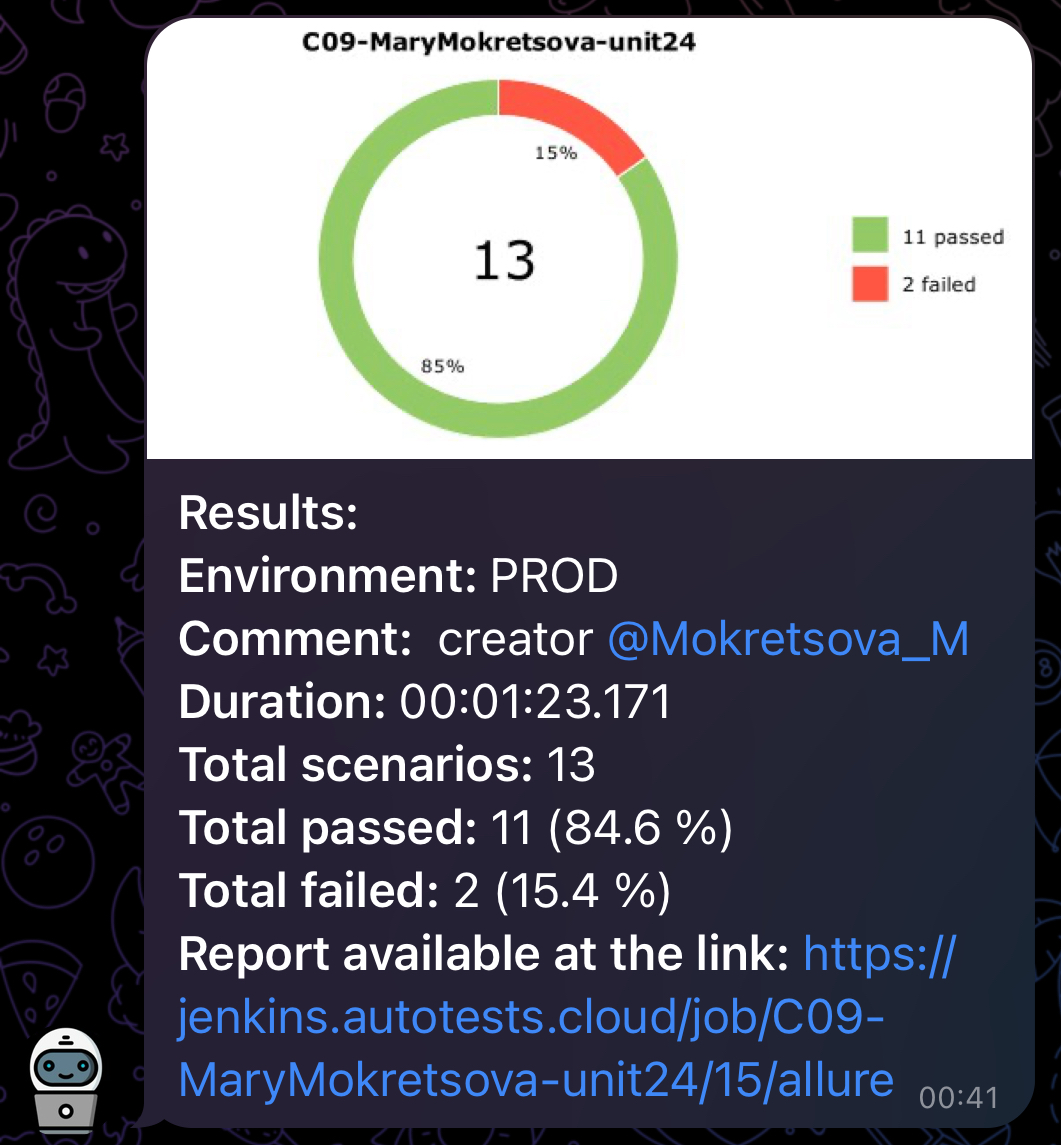 C09-MaryMokretsova-unit24
15%
13
85%
11 passed
2 failed
Results:
Environment: PROD
Comment:  creator @Mokretsova_M
Duration: 00:01:23.171
Total scenarios: 13
Total passed: 11 (84.6 %)
Total failed: 2 (15.4 %)
Report available at the link: https://
jenkins.autotests.cloud/job/C09-
MaryMokretsova-unit24/15/allure
00:41